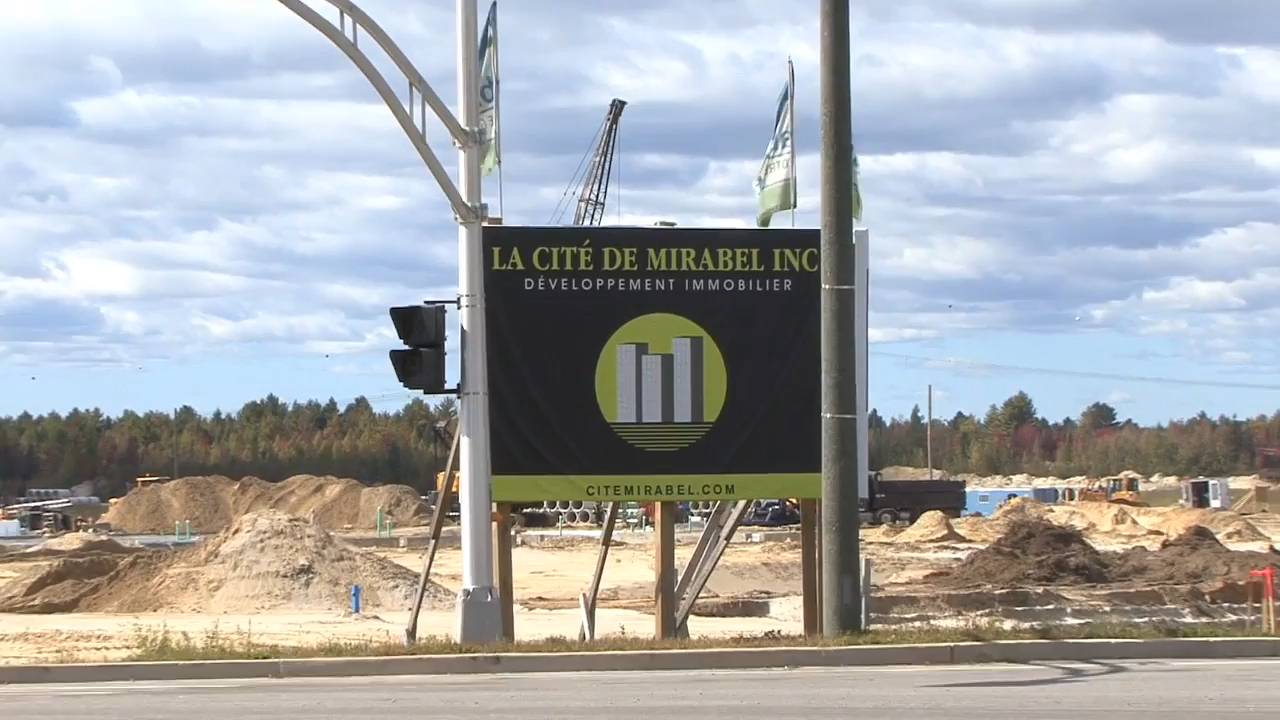 LA CITÉ DE MIRABEL INC
DÉVELOPPEMENT IMMOBILIER
CITEMIRABEL.COM